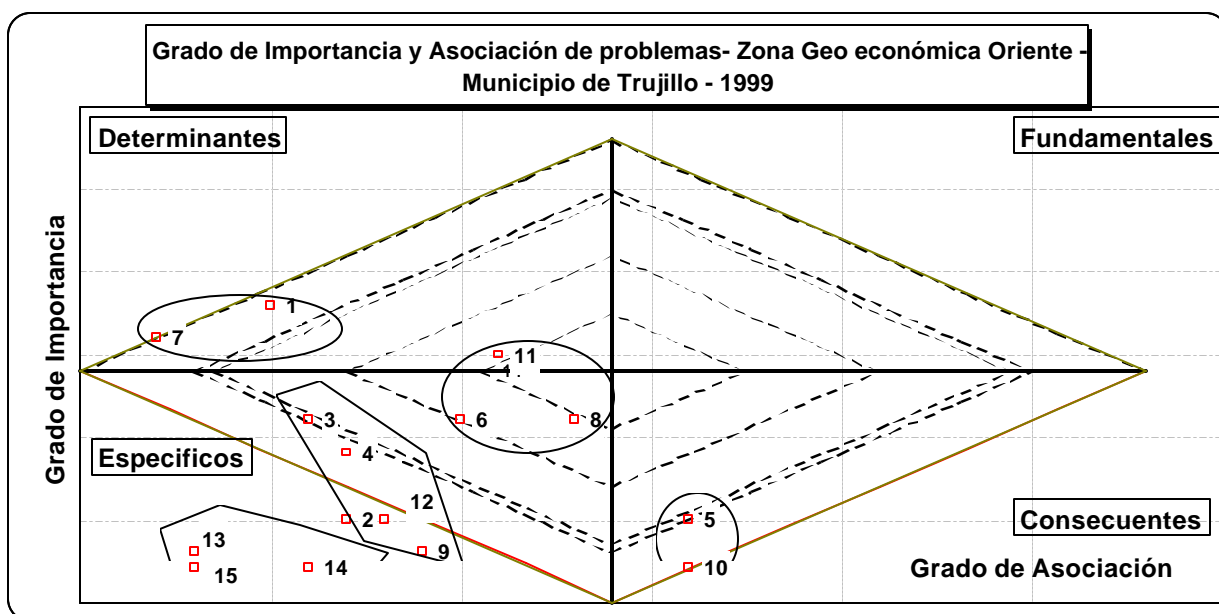 Grado de Importancia y Asociación de problemas- Zona Geo económica Oriente -
Municipio de Trujillo - 1999
Determinantes
Fundamentales
Grado de Importancia
1
7
11
3
6
8
4
Especificos
12
2
5
9
Consecuentes
13
15
14
10
Grado de Asociación